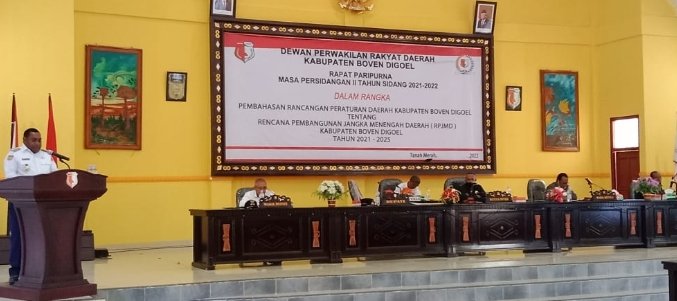 DEWAN PERWAKILAN RAKYAT DAERAH
KABUPATEN BOVEN DIGOEL
RAPAT PARIPURNA
MASA PERSIDANGAN II TAHUN SIDANG 2021-2022
DALAM RANGKA
PEMBAHASAN RANCANGAN PERATURAN DAERAH KABUPATEN BOVEN DIGOEL
TENTANG
RENCANA PEMBANGUNAN JANGKA MENENGAH DAERAH ( RPJMD )
KABUPATEN BOVEN DIGOEL
TAHUN 2021 - 2025
Tanah Merah,
BUPATI